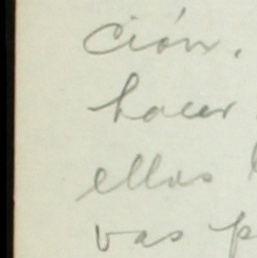 ción.
hacer
ellas
vas p